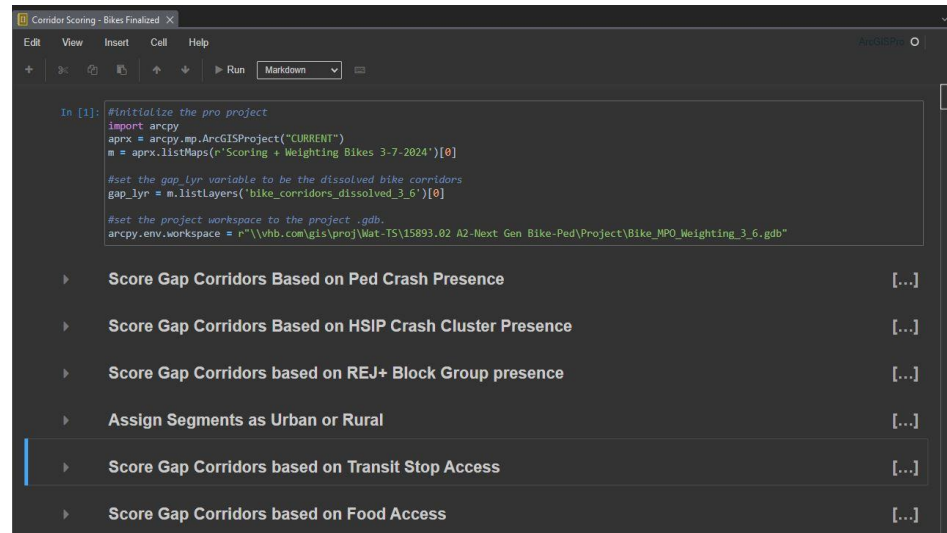 Corridor Scoring - Bikes Finalized
Edit View Insert Cell Help ArcGISPro
Run Markdown
In [1]: #initialize the pro project
import arcpy
aprx = arcpy.mp.ArcGISProject("CURRENT")
m = aprx.listMaps(r'Scoring + Weighting Bikes 3-7-2024')[0]
#set the gap_lyr variable to be the dissolved bike corridors
gap_lyr = m.listLayers('bike_corridors_dissolved_3_6')[0]
#set the project workspace to the project .gdb.
arcpy.env.workspace = r"\\vhb.com\gis\proj\Wat-TS\15893.02 A2-Next Gen Bike-Ped\Project\Bike_MPO_Weighting_3_6.gdb"
Score Gap Corridors Based on Ped Crash Presence [...]
Score Gap Corridors Based on HSIP Crash Cluster Presence [...]
Score Gap Corridors based on REJ+ Block Group presence [...]
Assign Segments as Urban or Rural [...]
Score Gap Corridors based on Transit Stop Access [...]
Score Gap Corridors based on Food Access [...]